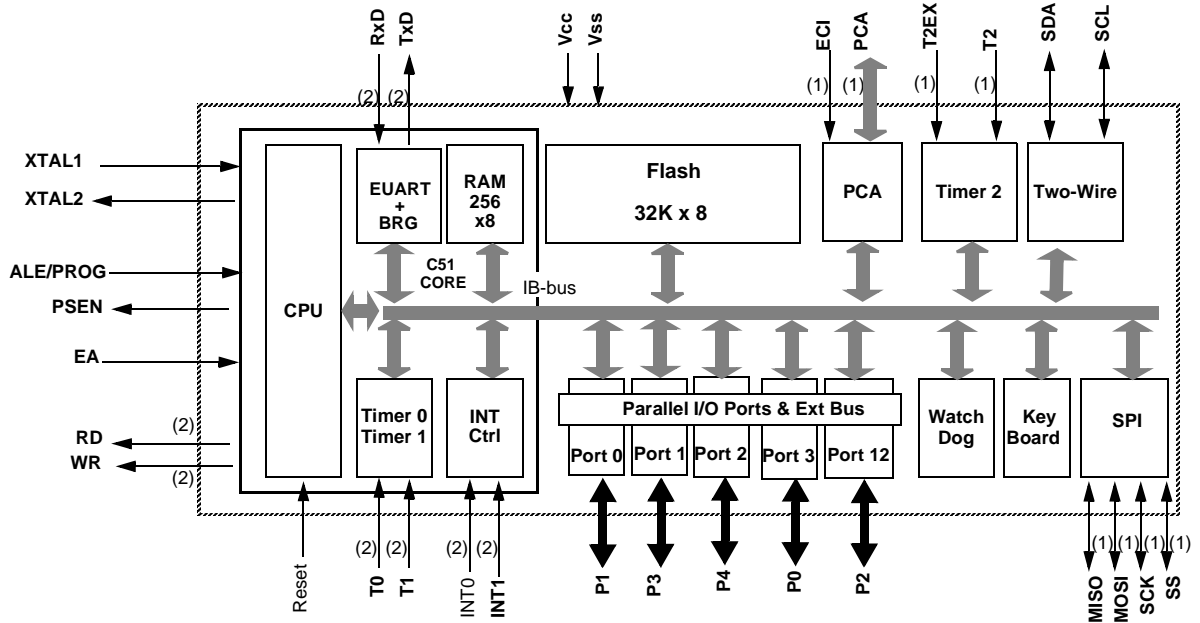 RxD
TxD
Vcc
Vss
ECI
PCA
T2EX
T2
SDA
SCL
(2)
(2)
(1)
(1)
(1)
(1)
XTAL1
XTAL2
ALE/PROG
PSEN
EA
RD
(2)
WR
(2)
CPU
EUART
+
BRG
RAM
256
x8
C51
CORE
IB-bus
Flash
32K x 8
PCA
Timer 2
Two-Wire
Timer 0
Timer 1
INT
Ctrl
Parallel I/O Ports & Ext Bus
Port 0
Port 1
Port 2
Port 3
Port 12
Watch
Dog
Key
Board
SPI
(2)
(2)
(2)
(2)
(1)
(1)
(1)
(1)
Reset
T0
T1
INT0
INT1
P1
P3
P4
P0
P2
MISO
MOSI
SCK
SS